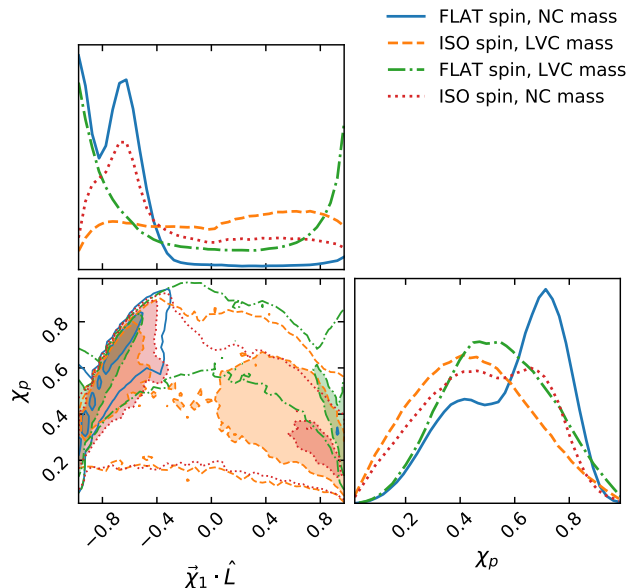 FLAT spin, NC mass
ISO spin, LVC mass
FLAT spin, LVC mass
ISO spin, NC mass
χp
0.8
0.6
0.4
0.2
−0.8
−0.4
0.0
0.4
0.8
0.2
0.4
0.6
0.8
χ⃗1 · L̂
χp